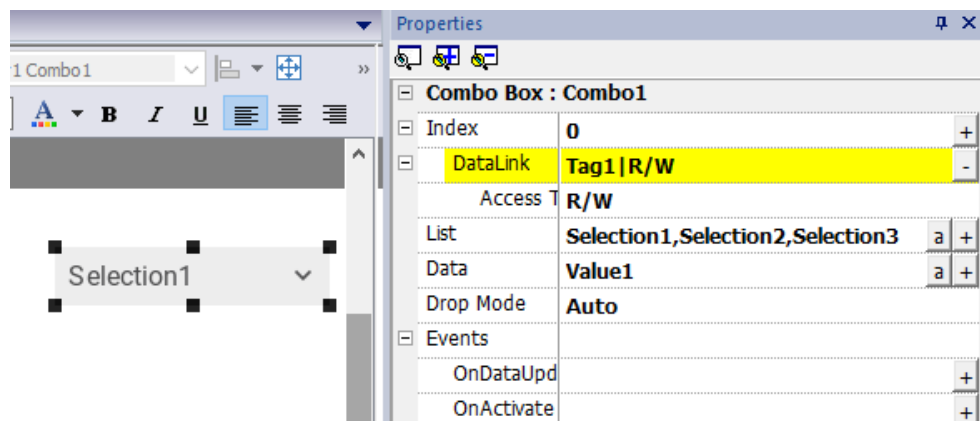 Properties
1 Combo1
»
A B I U
Combo Box : Combo1
Index 0 +
DataLink Tag1|R/W -
Access T R/W
List Selection1,Selection2,Selection3 a +
Data Value1 a +
Drop Mode Auto
Events
OnDataUpd +
OnActivate +
Selection1